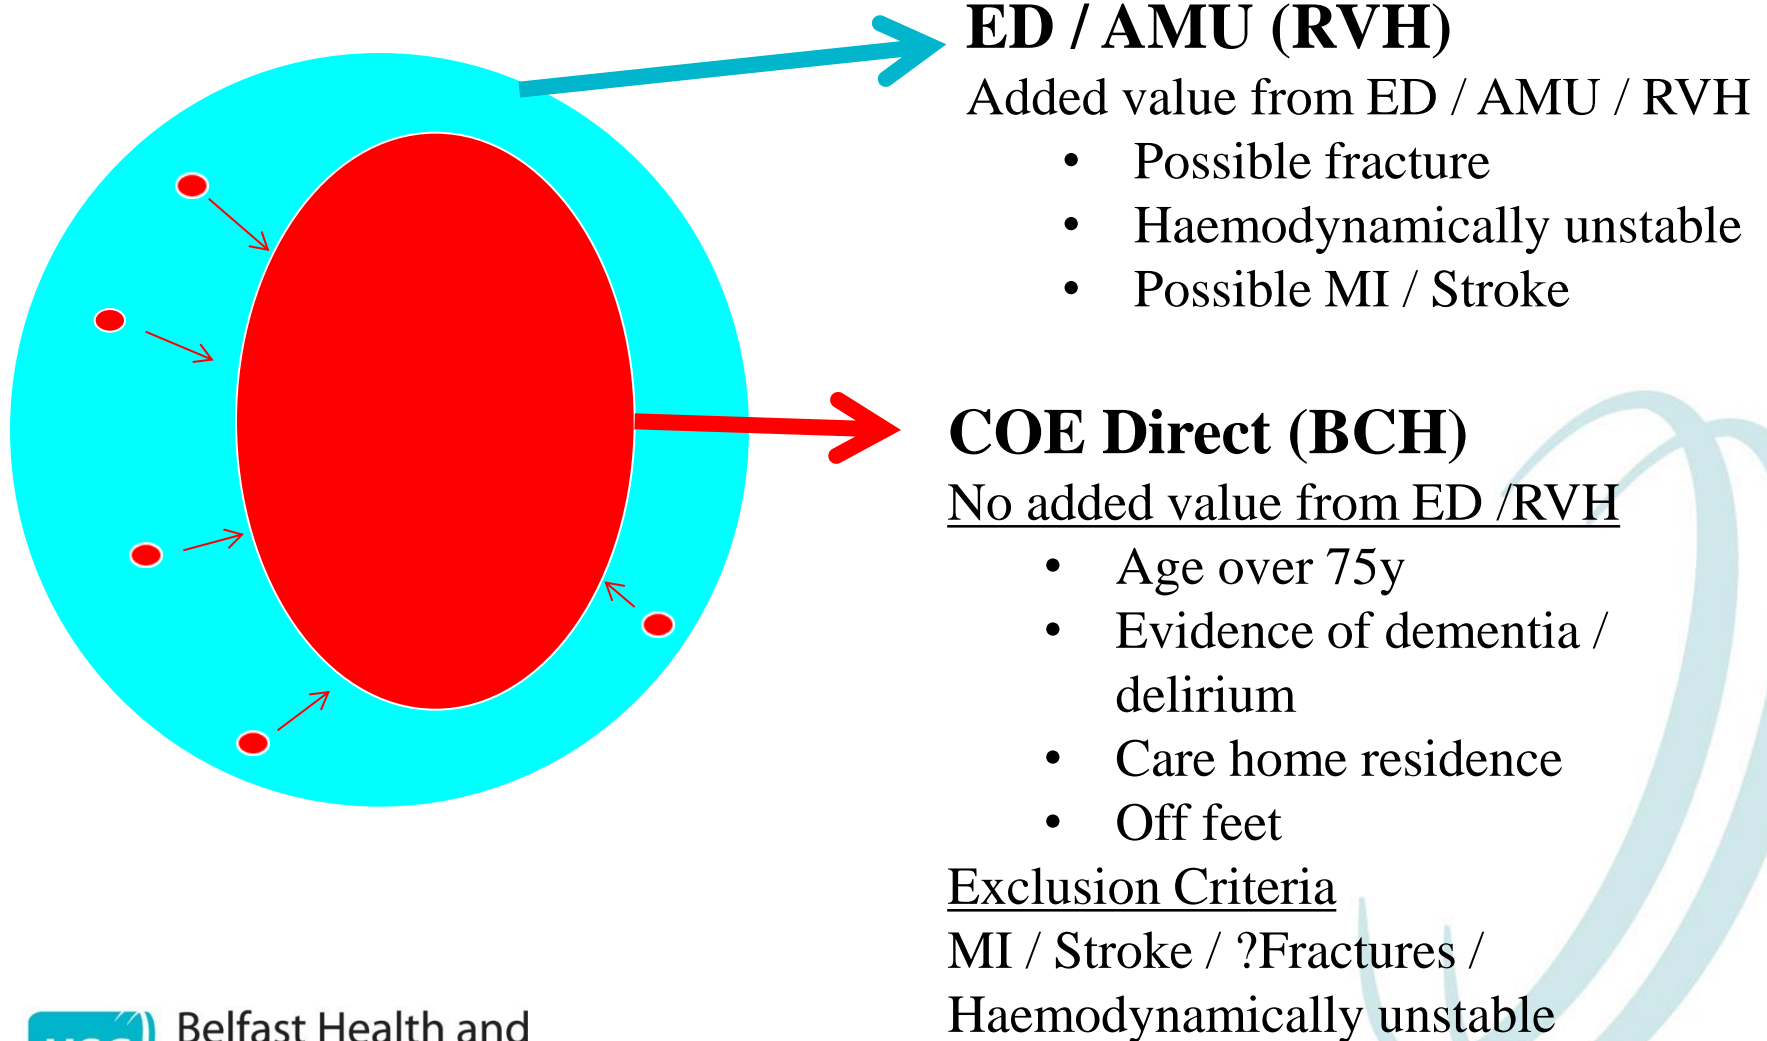 ED / AMU (RVH)
Added value from ED / AMU / RVH
• Possible fracture
• Haemodynamically unstable
• Possible MI / Stroke
COE Direct (BCH)
No added value from ED /RVH
• Age over 75y
• Evidence of dementia /
delirium
• Care home residence
• Off feet
Exclusion Criteria
MI / Stroke / ?Fractures /
Haemodynamically unstable
Belfast Health and